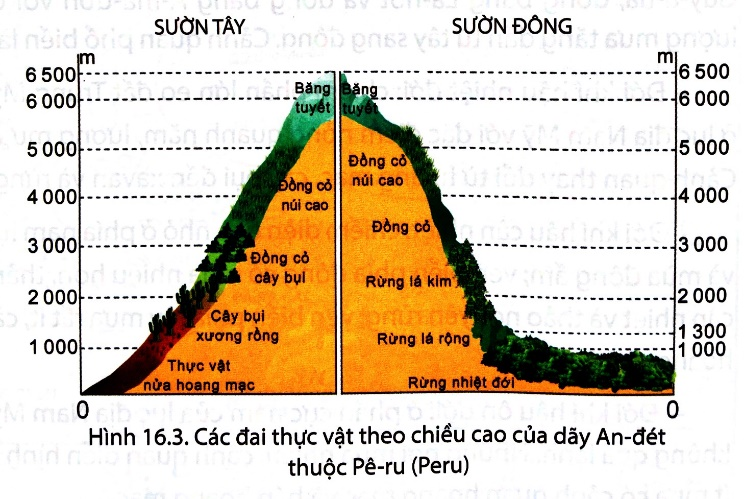 SƯỜN TÂY
SƯỜN ĐÔNG
m
6 500
6 000
5 000
4 000
3 000
2 000
1 000
0
Băng
tuyết
Đồng cỏ
núi cao
Đồng cỏ
cây bụi
Cây bụi
xương rồng
Thực vật
nửa hoang mạc
Băng
tuyết
Đồng cỏ
núi cao
Đồng cỏ
Rừng lá kim
Rừng lá rộng
Rừng nhiệt đới
m
6 500
6 000
5 000
4 000
3 000
2 000
1 300
1 000
0
Hình 16.3. Các đai thực vật theo chiều cao của dãy An-đét
thuộc Pê-ru (Peru)